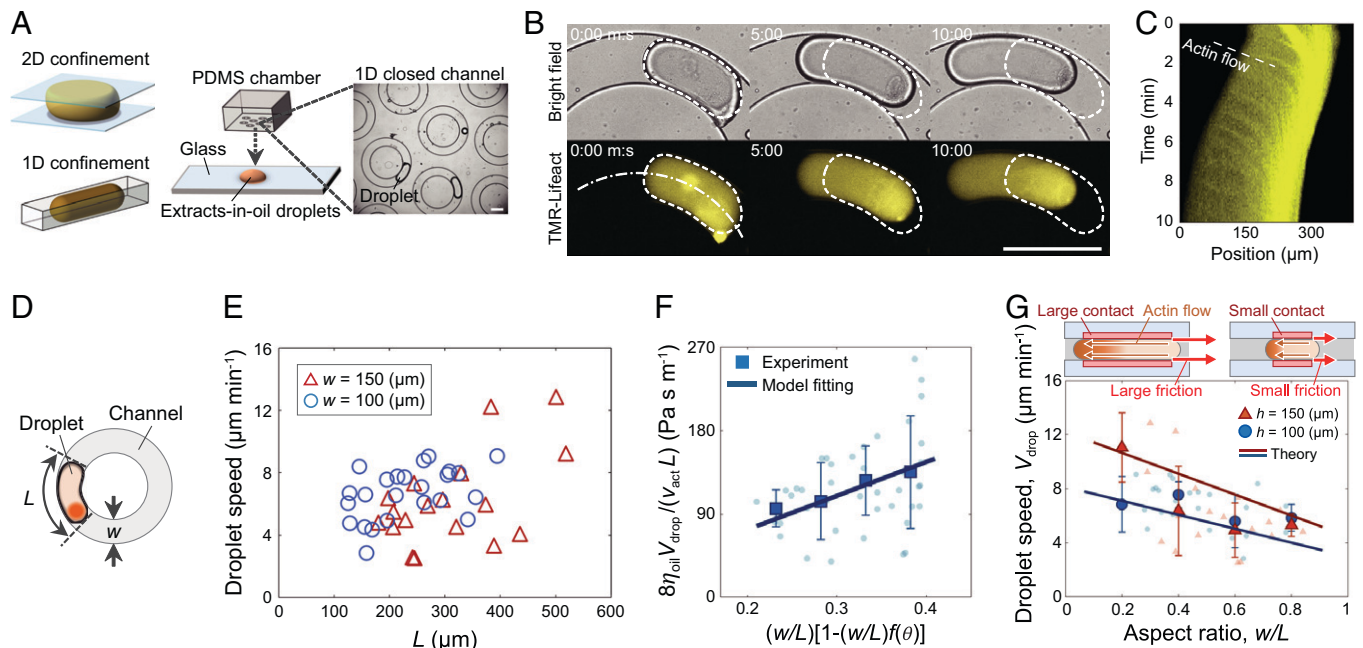 A
2D confinement
1D confinement
PDMS chamber
1D closed channel
Glass
Droplet
Extracts-in-oil droplets
B
Bright field
0:00 m:s
5:00
10:00
TMR-Lifeact
0:00 m:s
5:00
10:00
C
Actin flow
Time (min)
0
2
4
6
8
10
0
300
Position (µm)
D
Droplet
Channel
L
w
E
Droplet speed (µm min⁻¹)
16
12
8
4
0
w = 150 (µm)
w = 100 (µm)
0 100 200 300 400 500 600
L (µm)
F
8ηoilVdrop/(vactL) (Pa s m⁻¹)
270
180
90
0
Experiment
Model fitting
0.2 0.3 0.4
(w/L)[1-(w/L)f(θ)]
G
Large contact
Actin flow
Small contact
Large friction
Small friction
Droplet speed, Vdrop (µm min⁻¹)
16
12
8
4
0
h = 150 (µm)
h = 100 (µm)
Theory
0 0.2 0.4 0.6 0.8 1
Aspect ratio, w/L